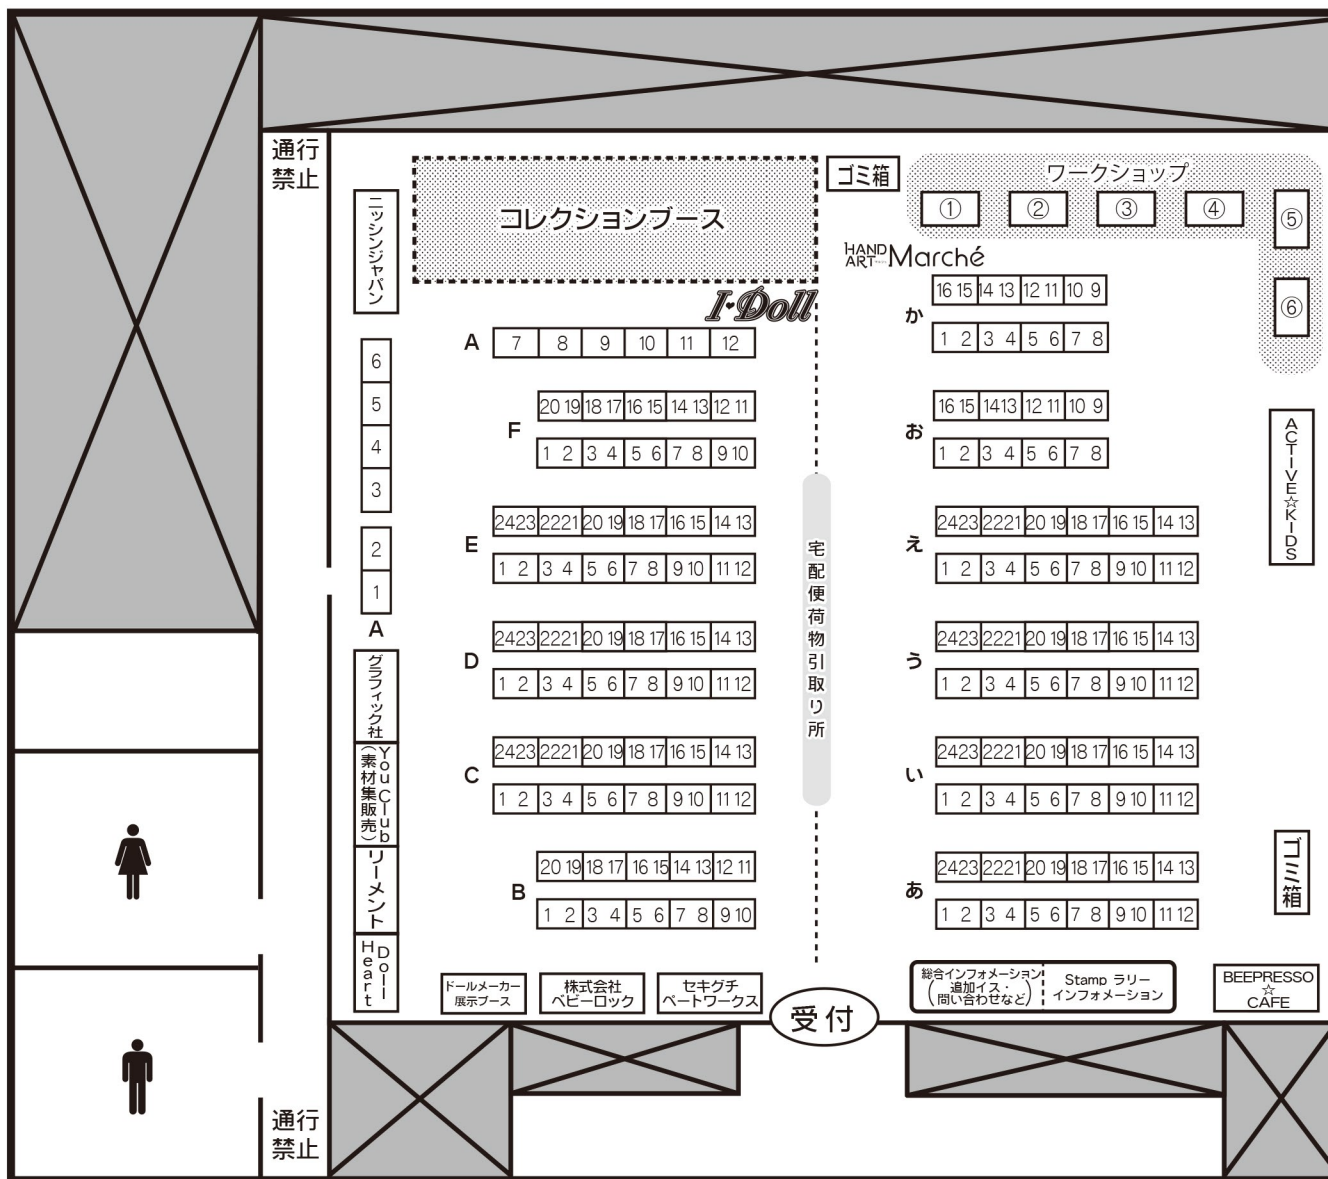 通行
禁止
コレクションブース
ゴミ箱
ワークショップ
① ② ③ ④
⑤
⑥
ニッシンジャパン
HAND
ART
Marché
I・Doll
A
7 8 9 10 11 12
か
16 15 14 13 12 11 10 9
1 2 3 4 5 6 7 8
6
5
4
3
2
1
A
F
20 19 18 17 16 15 14 13 12 11
1 2 3 4 5 6 7 8 9 10
お
16 15 14 13 12 11 10 9
1 2 3 4 5 6 7 8
ACTIVE☆KIDS
E
24 23 22 21 20 19 18 17 16 15 14 13
1 2 3 4 5 6 7 8 9 10 11 12
宅配便荷物引取り所
え
24 23 22 21 20 19 18 17 16 15 14 13
1 2 3 4 5 6 7 8 9 10 11 12
D
24 23 22 21 20 19 18 17 16 15 14 13
1 2 3 4 5 6 7 8 9 10 11 12
う
24 23 22 21 20 19 18 17 16 15 14 13
1 2 3 4 5 6 7 8 9 10 11 12
グラフィック社
You Club
(素材集販売)
リーメント
Doll
Heart
C
24 23 22 21 20 19 18 17 16 15 14 13
1 2 3 4 5 6 7 8 9 10 11 12
い
24 23 22 21 20 19 18 17 16 15 14 13
1 2 3 4 5 6 7 8 9 10 11 12
B
20 19 18 17 16 15 14 13 12 11
1 2 3 4 5 6 7 8 9 10
あ
24 23 22 21 20 19 18 17 16 15 14 13
1 2 3 4 5 6 7 8 9 10 11 12
ゴミ箱
ドールメーカー
展示ブース
株式会社
ベビーロック
セキグチ
ペートワークス
受付
総合インフォメーション
(追加イス・
問い合わせなど)
Stamp ラリー
インフォメーション
BEEPRESSO
☆
CAFE
通行
禁止